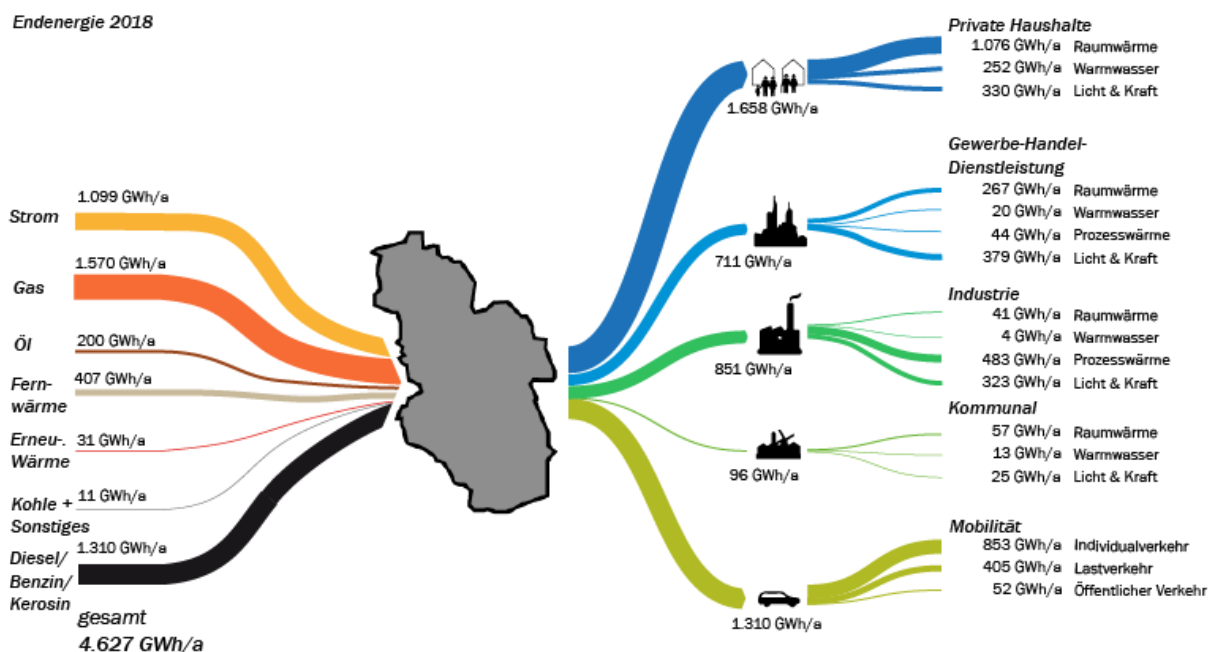 Endenergie 2018
1.099 GWh/a
Strom
1.570 GWh/a
Gas
200 GWh/a
Öl
407 GWh/a
Fern-
wärme
31 GWh/a
Erneu-.
Wärme
11 GWh/a
Kohle +
Sonstiges
1.310 GWh/a
Diesel/
Benzin/
Kerosin
gesamt
4.627 GWh/a
1.658 GWh/a
711 GWh/a
851 GWh/a
96 GWh/a
1.310 GWh/a
Private Haushalte
1.076 GWh/a Raumwärme
252 GWh/a Warmwasser
330 GWh/a Licht & Kraft
Gewerbe-Handel-
Dienstleistung
267 GWh/a Raumwärme
20 GWh/a Warmwasser
44 GWh/a Prozesswärme
379 GWh/a Licht & Kraft
Industrie
41 GWh/a Raumwärme
4 GWh/a Warmwasser
483 GWh/a Prozesswärme
323 GWh/a Licht & Kraft
Kommunal
57 GWh/a Raumwärme
13 GWh/a Warmwasser
25 GWh/a Licht & Kraft
Mobilität
853 GWh/a Individualverkehr
405 GWh/a Lastverkehr
52 GWh/a Öffentlicher Verkehr